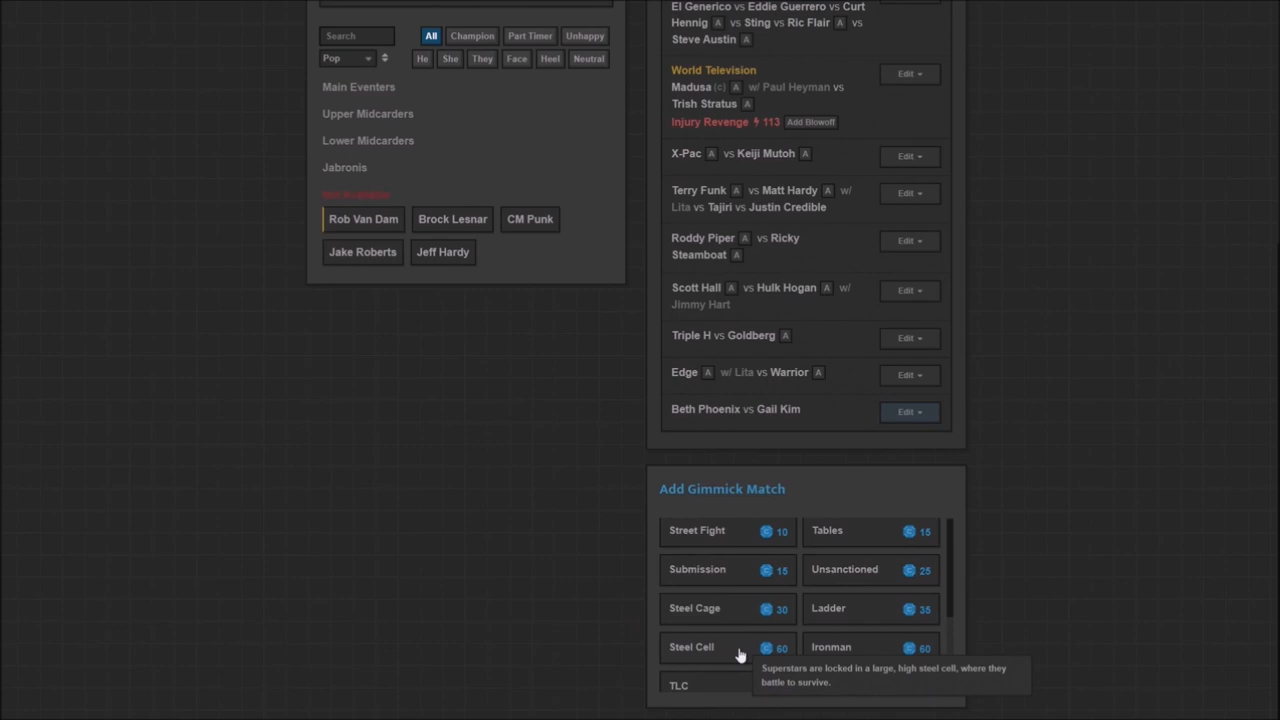 Search
All
Champion
Part Timer
Unhappy
Pop
He
She
They
Face
Heel
Neutral
Main Eventers
Upper Midcarders
Lower Midcarders
Jabronis
Rob Van Dam
Brock Lesnar
CM Punk
Jake Roberts
Jeff Hardy
El Generico vs Eddie Guerrero vs Curt
Hennig A vs Sting vs Ric Flair A vs
Steve Austin A
World Television
Edit
Madusa (c) A w/ Paul Heyman vs
Trish Stratus A
Injury Revenge 113 Add Blowoff
X-Pac A vs Keiji Mutoh A
Edit
Terry Funk A vs Matt Hardy A w/
Lita vs Tajiri vs Justin Credible
Edit
Roddy Piper A vs Ricky
Steamboat A
Edit
Scott Hall A vs Hulk Hogan A w/
Jimmy Hart
Edit
Triple H vs Goldberg A
Edit
Edge A w/ Lita vs Warrior A
Edit
Beth Phoenix vs Gail Kim
Edit
Add Gimmick Match
Street Fight C 10
Tables C 15
Submission C 15
Unsanctioned C 25
Steel Cage C 30
Ladder C 35
Steel Cell C 60
Ironman C 60
Superstars are locked in a large, high steel cell, where they
battle to survive.
TLC